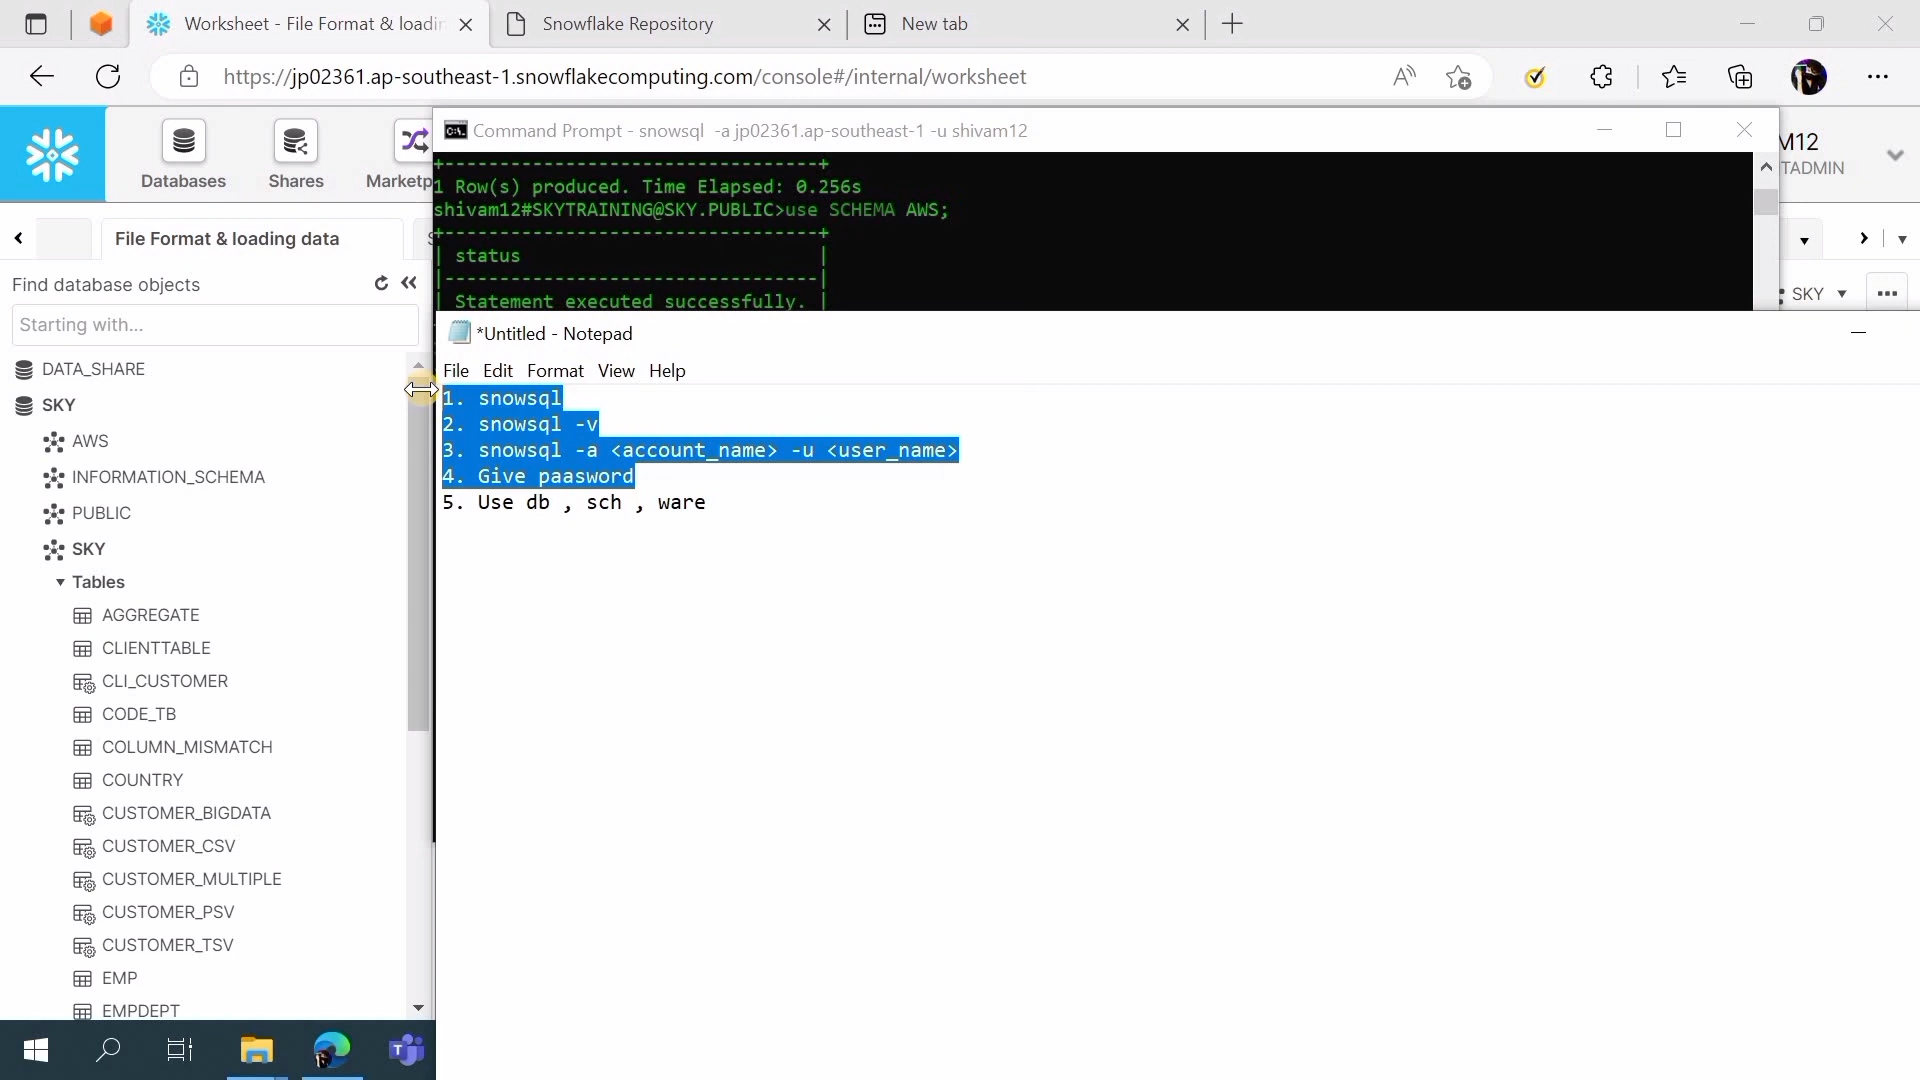 Worksheet - File Format & loadin
Snowflake Repository
New tab
https://jp02361.ap-southeast-1.snowflakecomputing.com/console#/internal/worksheet
Databases
Shares
Marketp
Command Prompt - snowsql -a jp02361.ap-southeast-1 -u shivam12
M12
TADMIN
+----------------------------------+
1 Row(s) produced. Time Elapsed: 0.256s
shivam12#SKYTRAINING@SKY.PUBLIC>use SCHEMA AWS;
+----------------------------------+
| status |
|----------------------------------|
| Statement executed successfully. |
File Format & loading data
SKY
Find database objects
Starting with...
DATA_SHARE
SKY
AWS
INFORMATION_SCHEMA
PUBLIC
SKY
Tables
AGGREGATE
CLIENTTABLE
CLI_CUSTOMER
CODE_TB
COLUMN_MISMATCH
COUNTRY
CUSTOMER_BIGDATA
CUSTOMER_CSV
CUSTOMER_MULTIPLE
CUSTOMER_PSV
CUSTOMER_TSV
EMP
EMPDEPT
*Untitled - Notepad
File Edit Format View Help
1. snowsql
2. snowsql -v
3. snowsql -a <account_name> -u <user_name>
4. Give paasword
5. Use db , sch , ware